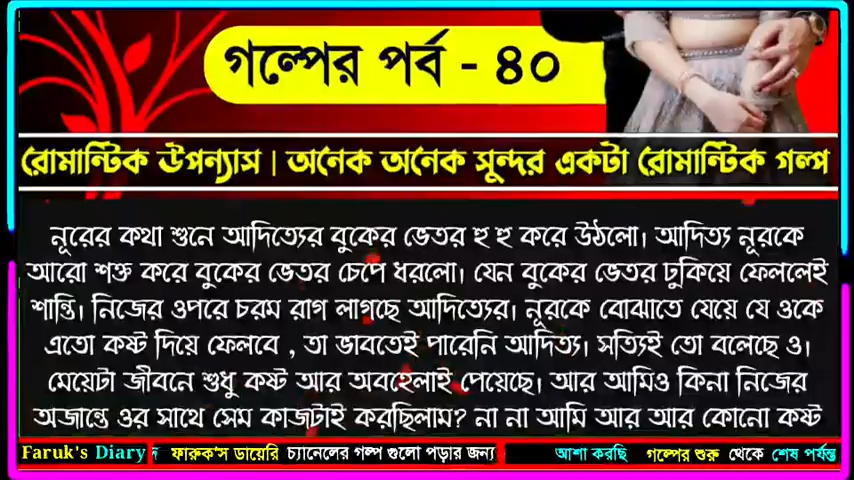 গল্পের পর্ব - ৪০
রোমান্টিক উপন্যাস | অনেক অনেক সুন্দর একটা রোমান্টিক গল্প
নূরের কথা শুনে আদিত্যের বুকের ভেতর হু হু করে উঠলো। আদিত্য নূরকে
আরো শক্ত করে বুকের ভেতর চেপে ধরলো। যেন বুকের ভেতর ঢুকিয়ে ফেললেই
শান্তি। নিজের ওপরে চরম রাগ লাগছে আদিত্যের। নূরকে বোঝাতে যেয়ে যে ওকে
এতো কষ্ট দিয়ে ফেলবে , তা ভাবতেই পারেনি আদিত্য। সত্যিই তো বলেছে ও।
মেয়েটা জীবনে শুধু কষ্ট আর অবহেলাই পেয়েছে। আর আমিও কিনা নিজের
অজান্তে ওর সাথে সেম কাজটাই করছিলাম? না না আমি আর আর কোনো কষ্ট
Faruk's Diary ফারুক'স ডায়েরি চ্যানেলের গল্প গুলো পড়ার জন্য আশা করছি গল্পের শুরু থেকে শেষ পর্যন্ত